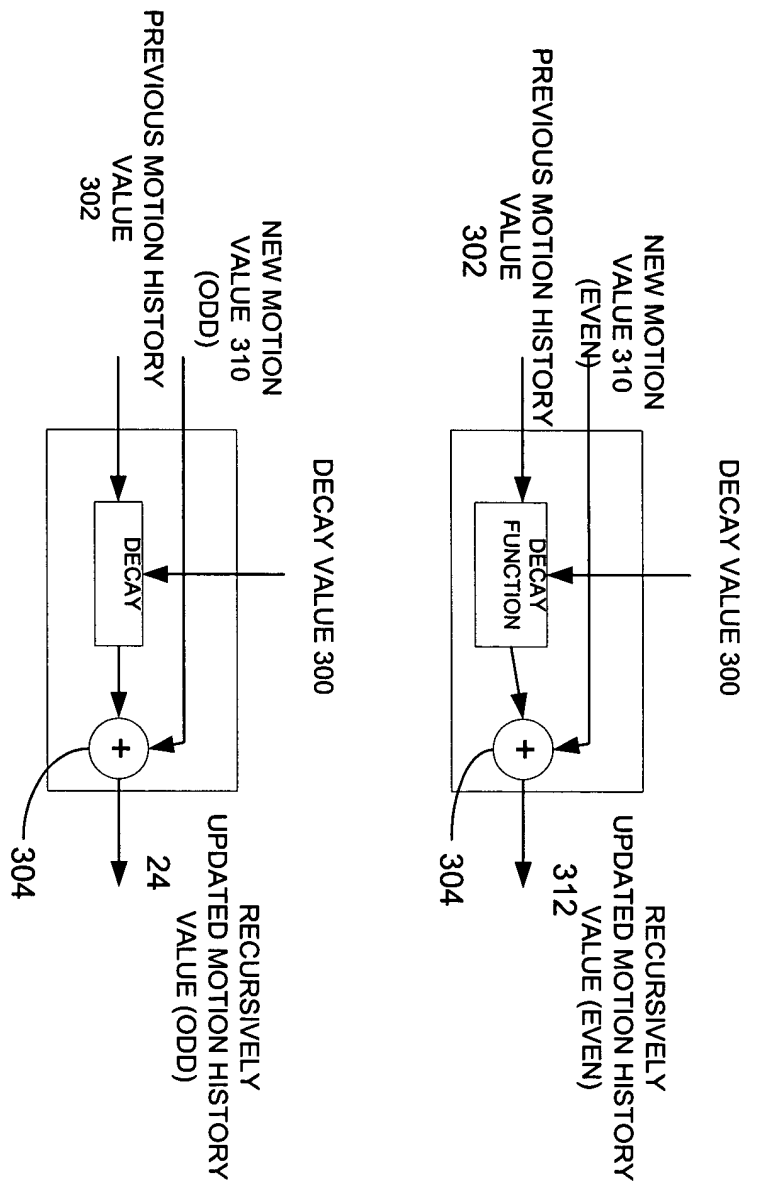 DECAY VALUE 300
NEW MOTION
VALUE 310
(EVEN)
PREVIOUS MOTION HISTORY
VALUE
302
DECAY
FUNCTION
+
RECURSIVELY
UPDATED MOTION HISTORY
VALUE (EVEN)
312
304
DECAY VALUE 300
NEW MOTION
VALUE 310
(ODD)
PREVIOUS MOTION HISTORY
VALUE
302
DECAY
+
RECURSIVELY
UPDATED MOTION HISTORY
VALUE (ODD)
24
304